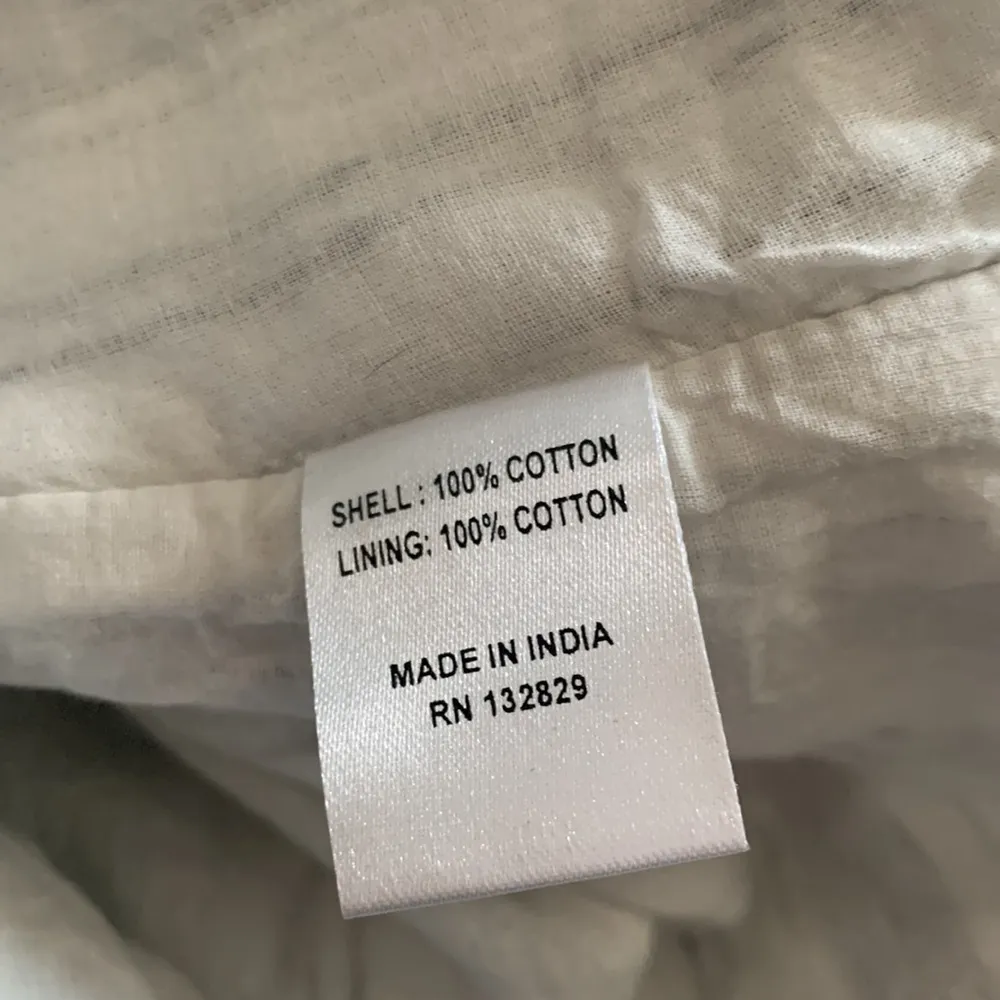 SHELL : 100% COTTON
LINING: 100% COTTON
MADE IN INDIA
RN 132829